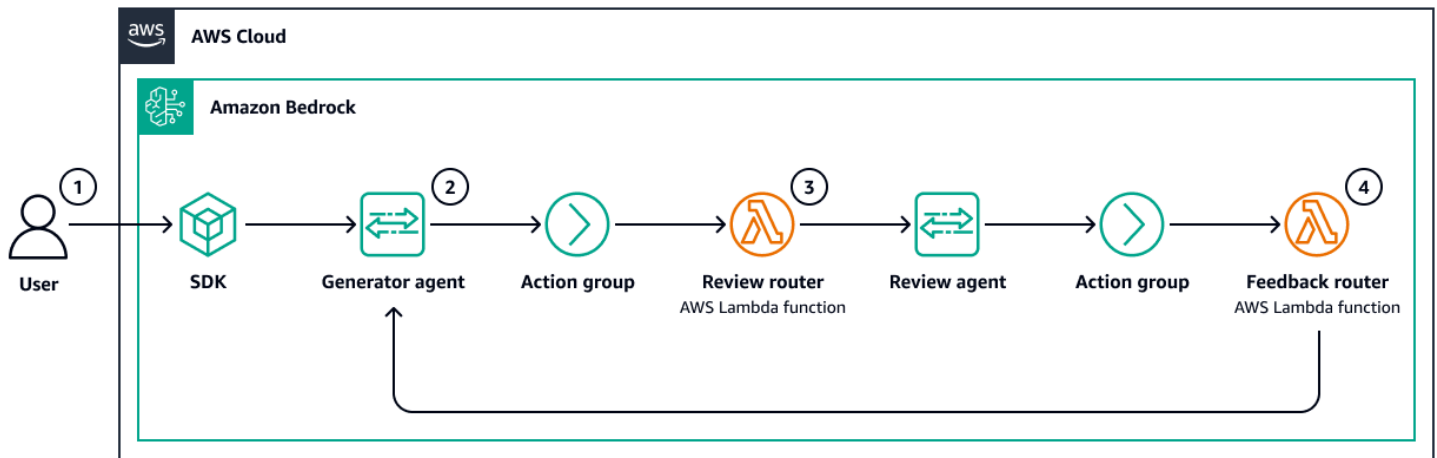 aws
AWS Cloud
Amazon Bedrock
1
2
3
4
User
SDK
Generator agent
Action group
Review router
AWS Lambda function
Review agent
Action group
Feedback router
AWS Lambda function